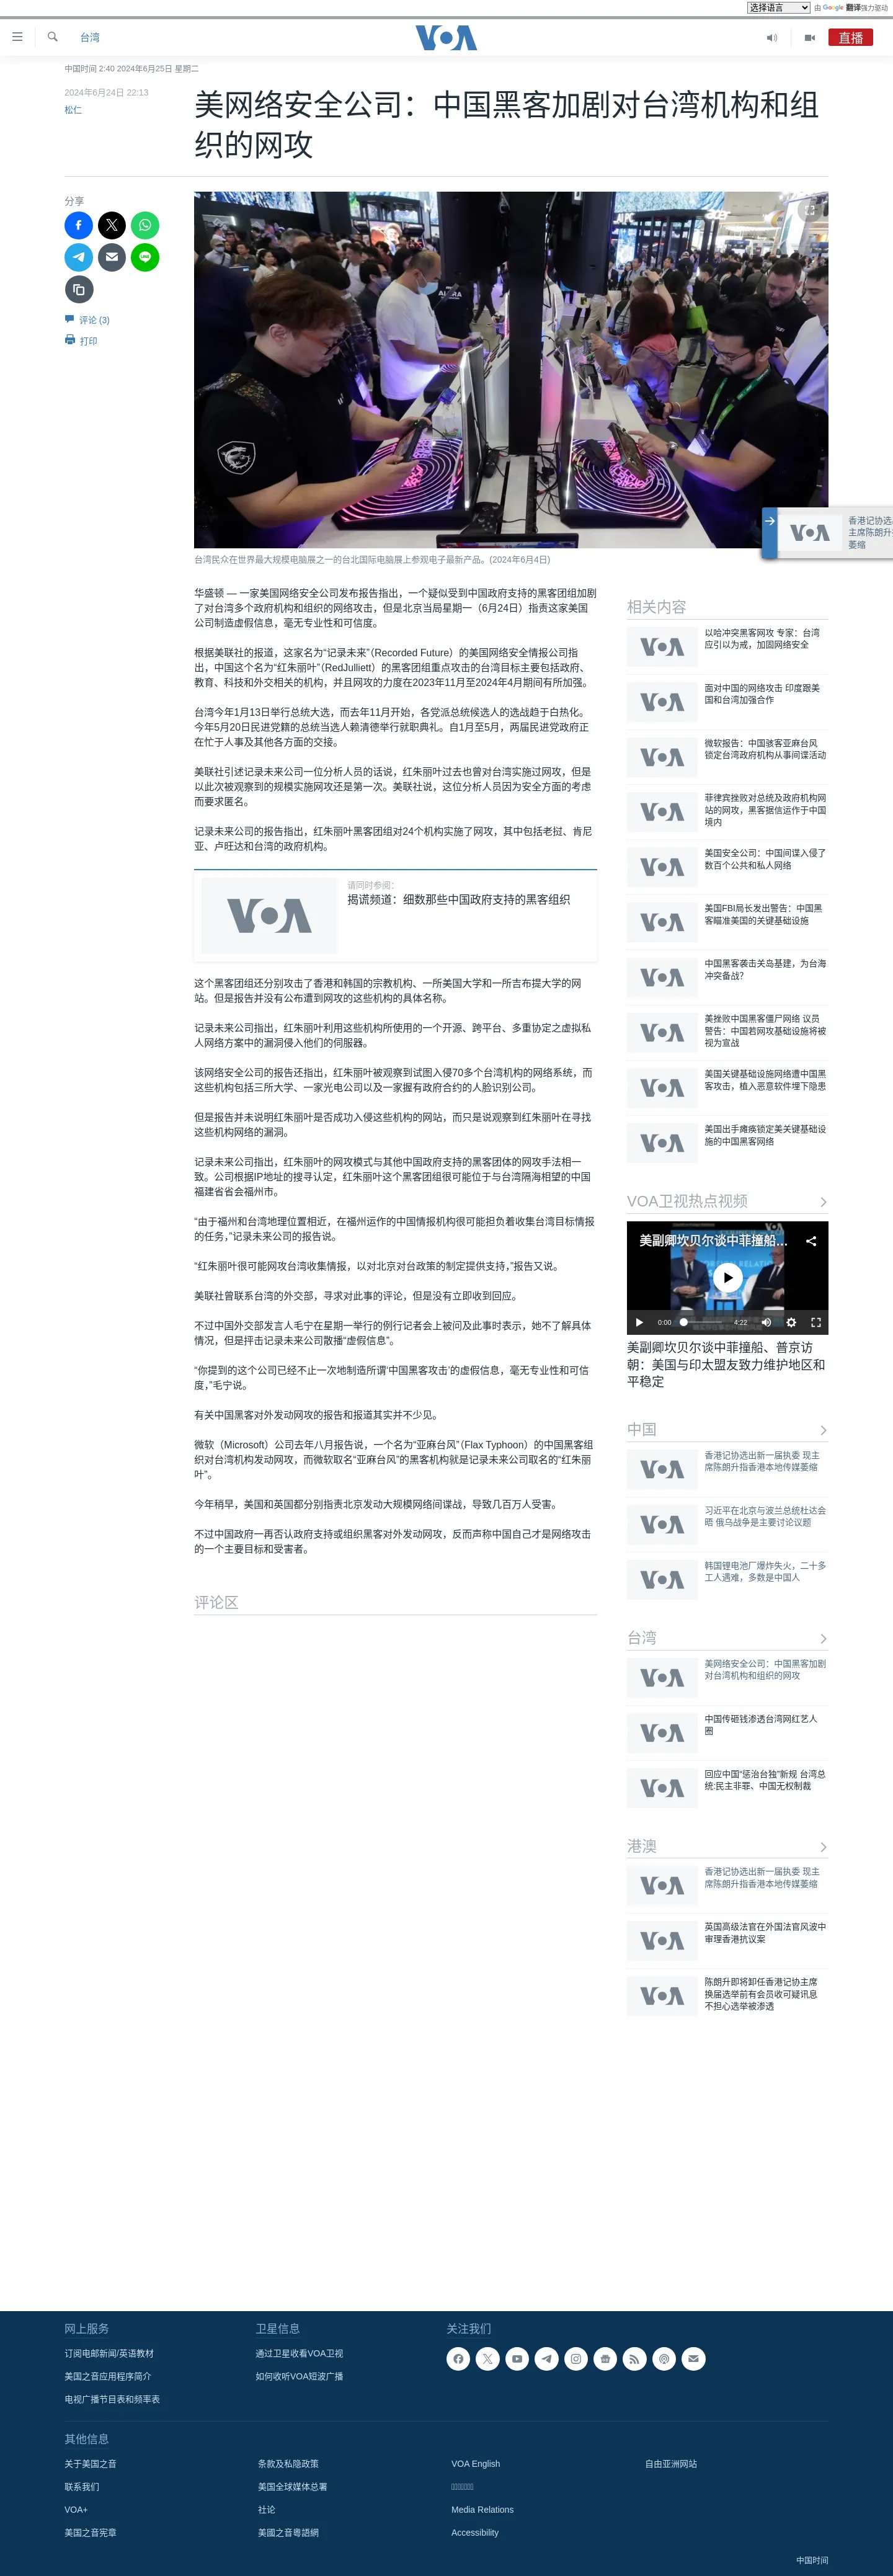 选择语言 由 Google 翻译强力驱动
台湾 VOA 直播
中国时间 2:40 2024年6月25日 星期二
2024年6月24日 22:13
松仁
美网络安全公司：中国黑客加剧对台湾机构和组
织的网攻
分享
评论 (3)
打印
台湾民众在世界最大规模电脑展之一的台北国际电脑展上参观电子最新产品。(2024年6月4日)
香港记协选
主席陈朗升
萎缩
华盛顿 — 一家美国网络安全公司发布报告指出，一个疑似受到中国政府支持的黑客团组加剧
了对台湾多个政府机构和组织的网络攻击，但是北京当局星期一（6月24日）指责这家美国
公司制造虚假信息，毫无专业性和可信度。
根据美联社的报道，这家名为“记录未来”（Recorded Future）的美国网络安全情报公司指
出，中国这个名为“红朱丽叶”（RedJulliett）的黑客团组重点攻击的台湾目标主要包括政府、
教育、科技和外交相关的机构，并且网攻的力度在2023年11月至2024年4月期间有所加强。
台湾今年1月13日举行总统大选，而去年11月开始，各党派总统候选人的选战趋于白热化。
今年5月20日民进党籍的总统当选人赖清德举行就职典礼。自1月至5月，两届民进党政府正
在忙于人事及其他各方面的交接。
美联社引述记录未来公司一位分析人员的话说，红朱丽叶过去也曾对台湾实施过网攻，但是
以此次被观察到的规模实施网攻还是第一次。美联社说，这位分析人员因为安全方面的考虑
而要求匿名。
记录未来公司的报告指出，红朱丽叶黑客团组对24个机构实施了网攻，其中包括老挝、肯尼
亚、卢旺达和台湾的政府机构。
VOA
请同时参阅：
揭谎频道：细数那些中国政府支持的黑客组织
这个黑客团组还分别攻击了香港和韩国的宗教机构、一所美国大学和一所吉布提大学的网
站。但是报告并没有公布遭到网攻的这些机构的具体名称。
记录未来公司指出，红朱丽叶利用这些机构所使用的一个开源、跨平台、多重协定之虚拟私
人网络方案中的漏洞侵入他们的伺服器。
该网络安全公司的报告还指出，红朱丽叶被观察到试图入侵70多个台湾机构的网络系统，而
这些机构包括三所大学、一家光电公司以及一家握有政府合约的人脸识别公司。
但是报告并未说明红朱丽叶是否成功入侵这些机构的网站，而只是说观察到红朱丽叶在寻找
这些机构网络的漏洞。
记录未来公司指出，红朱丽叶的网攻模式与其他中国政府支持的黑客团体的网攻手法相一
致。公司根据IP地址的搜寻认定，红朱丽叶这个黑客团组很可能位于与台湾隔海相望的中国
福建省省会福州市。
“由于福州和台湾地理位置相近，在福州运作的中国情报机构很可能担负着收集台湾目标情报
的任务，”记录未来公司的报告说。
“红朱丽叶很可能网攻台湾收集情报，以对北京对台政策的制定提供支持，”报告又说。
美联社曾联系台湾的外交部，寻求对此事的评论，但是没有立即收到回应。
不过中国外交部发言人毛宁在星期一举行的例行记者会上被问及此事时表示，她不了解具体
情况，但是抨击记录未来公司散播“虚假信息”。
“你提到的这个公司已经不止一次地制造所谓‘中国黑客攻击’的虚假信息，毫无专业性和可信
度，”毛宁说。
有关中国黑客对外发动网攻的报告和报道其实并不少见。
微软（Microsoft）公司去年八月报告说，一个名为“亚麻台风”（Flax Typhoon）的中国黑客组
织对台湾机构发动网攻，而微软取名“亚麻台风”的黑客机构就是记录未来公司取名的“红朱丽
叶”。
今年稍早，美国和英国都分别指责北京发动大规模网络间谍战，导致几百万人受害。
不过中国政府一再否认政府支持或组织黑客对外发动网攻，反而声称中国自己才是网络攻击
的一个主要目标和受害者。
评论区
相关内容
以哈冲突黑客网攻 专家：台湾
应引以为戒，加固网络安全
面对中国的网络攻击 印度跟美
国和台湾加强合作
微软报告：中国骇客亚麻台风
锁定台湾政府机构从事间谍活动
菲律宾挫败对总统及政府机构网
站的网攻，黑客据信运作于中国
境内
美国安全公司：中国间谍入侵了
数百个公共和私人网络
美国FBI局长发出警告：中国黑
客瞄准美国的关键基础设施
中国黑客袭击关岛基建，为台海
冲突备战？
美挫败中国黑客僵尸网络 议员
警告：中国若网攻基础设施将被
视为宣战
美国关键基础设施网络遭中国黑
客攻击，植入恶意软件埋下隐患
美国出手瘫痪锁定美关键基础设
施的中国黑客网络
VOA卫视热点视频
美副卿坎贝尔谈中菲撞船...
0:00 4:22
美副卿坎贝尔谈中菲撞船、普京访
朝：美国与印太盟友致力维护地区和
平稳定
中国
香港记协选出新一届执委 现主
席陈朗升指香港本地传媒萎缩
习近平在北京与波兰总统杜达会
晤 俄乌战争是主要讨论议题
韩国锂电池厂爆炸失火，二十多
工人遇难，多数是中国人
台湾
美网络安全公司：中国黑客加剧
对台湾机构和组织的网攻
中国传砸钱渗透台湾网红艺人
圈
回应中国“惩治台独”新规 台湾总
统:民主非罪、中国无权制裁
港澳
香港记协选出新一届执委 现主
席陈朗升指香港本地传媒萎缩
英国高级法官在外国法官风波中
审理香港抗议案
陈朗升即将卸任香港记协主席
换届选举前有会员收可疑讯息
不担心选举被渗透
网上服务
订阅电邮新闻/英语教材
美国之音应用程序简介
电视广播节目表和频率表
卫星信息
通过卫星收看VOA卫视
如何收听VOA短波广播
关注我们
其他信息
关于美国之音
联系我们
VOA+
美国之音宪章
条款及私隐政策
美国全球媒体总署
社论
美國之音粵語網
VOA English
Media Relations
Accessibility
自由亚洲网站
中国时间